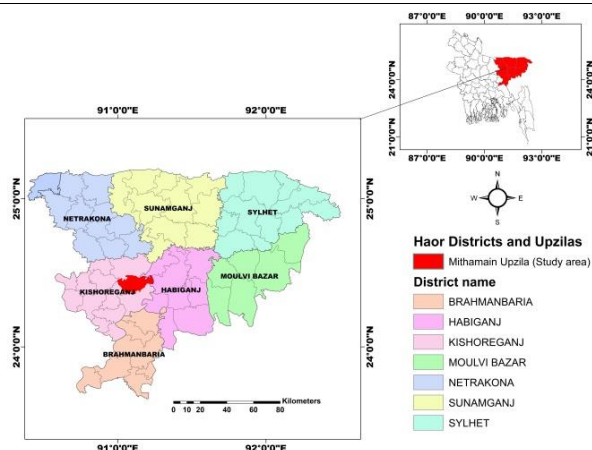 87°0'0"E 90°0'0"E 93°0'0"E
24°0'0"N 24°0'0"N
21°0'0"N 21°0'0"N
87°0'0"E 90°0'0"E 93°0'0"E
91°0'0"E 92°0'0"E
25°0'0"N 25°0'0"N
NETRAKONA
SUNAMGANJ
SYLHET
KISHOREGANJ
HABIGANJ
MOULVI BAZAR
24°0'0"N 24°0'0"N
BRAHMANBARIA
Kilometers
0 10 20 40 60 80
91°0'0"E 92°0'0"E
N
W E
S
Haor Districts and Upzilas
Mithamain Upzila (Study area)
District name
BRAHMANBARIA
HABIGANJ
KISHOREGANJ
MOULVI BAZAR
NETRAKONA
SUNAMGANJ
SYLHET